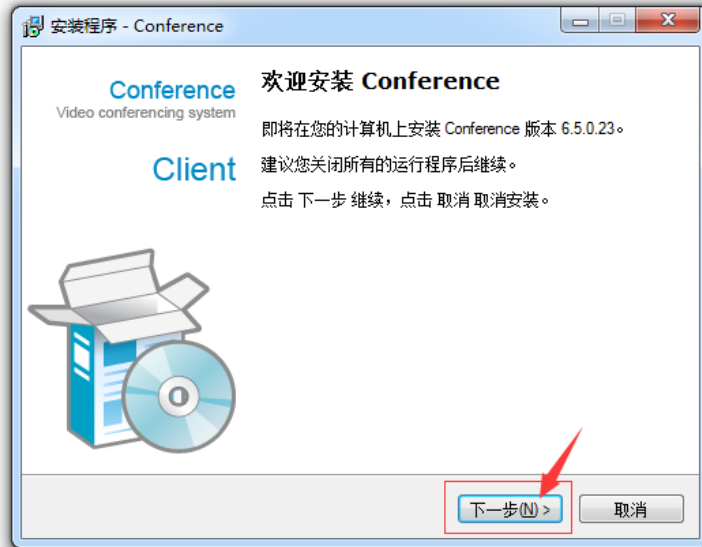 安装程序 - Conference
Conference
Video conferencing system
Client
欢迎安装 Conference
即将在您的计算机上安装 Conference 版本 6.5.0.23。
建议您关闭所有的运行程序后继续。
点击 下一步 继续，点击 取消 取消安装。
下一步(N) >
取消